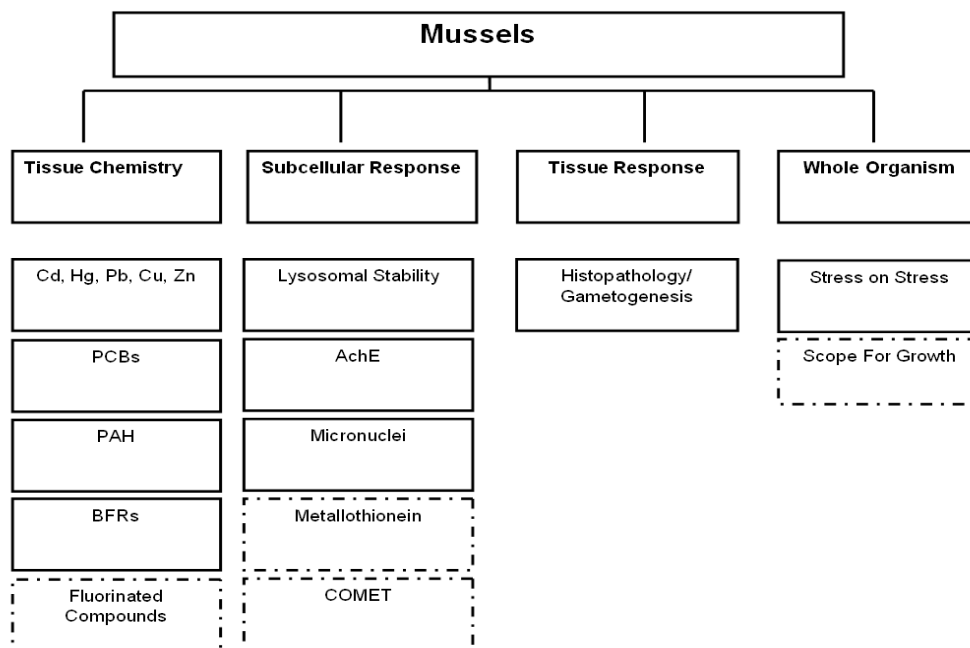 Mussels
Tissue Chemistry
Subcellular Response
Tissue Response
Whole Organism
Cd, Hg, Pb, Cu, Zn
Lysosomal Stability
Histopathology/
Gametogenesis
Stress on Stress
PCBs
AchE
Scope For Growth
PAH
Micronuclei
BFRs
Metallothionein
Fluorinated
Compounds
COMET